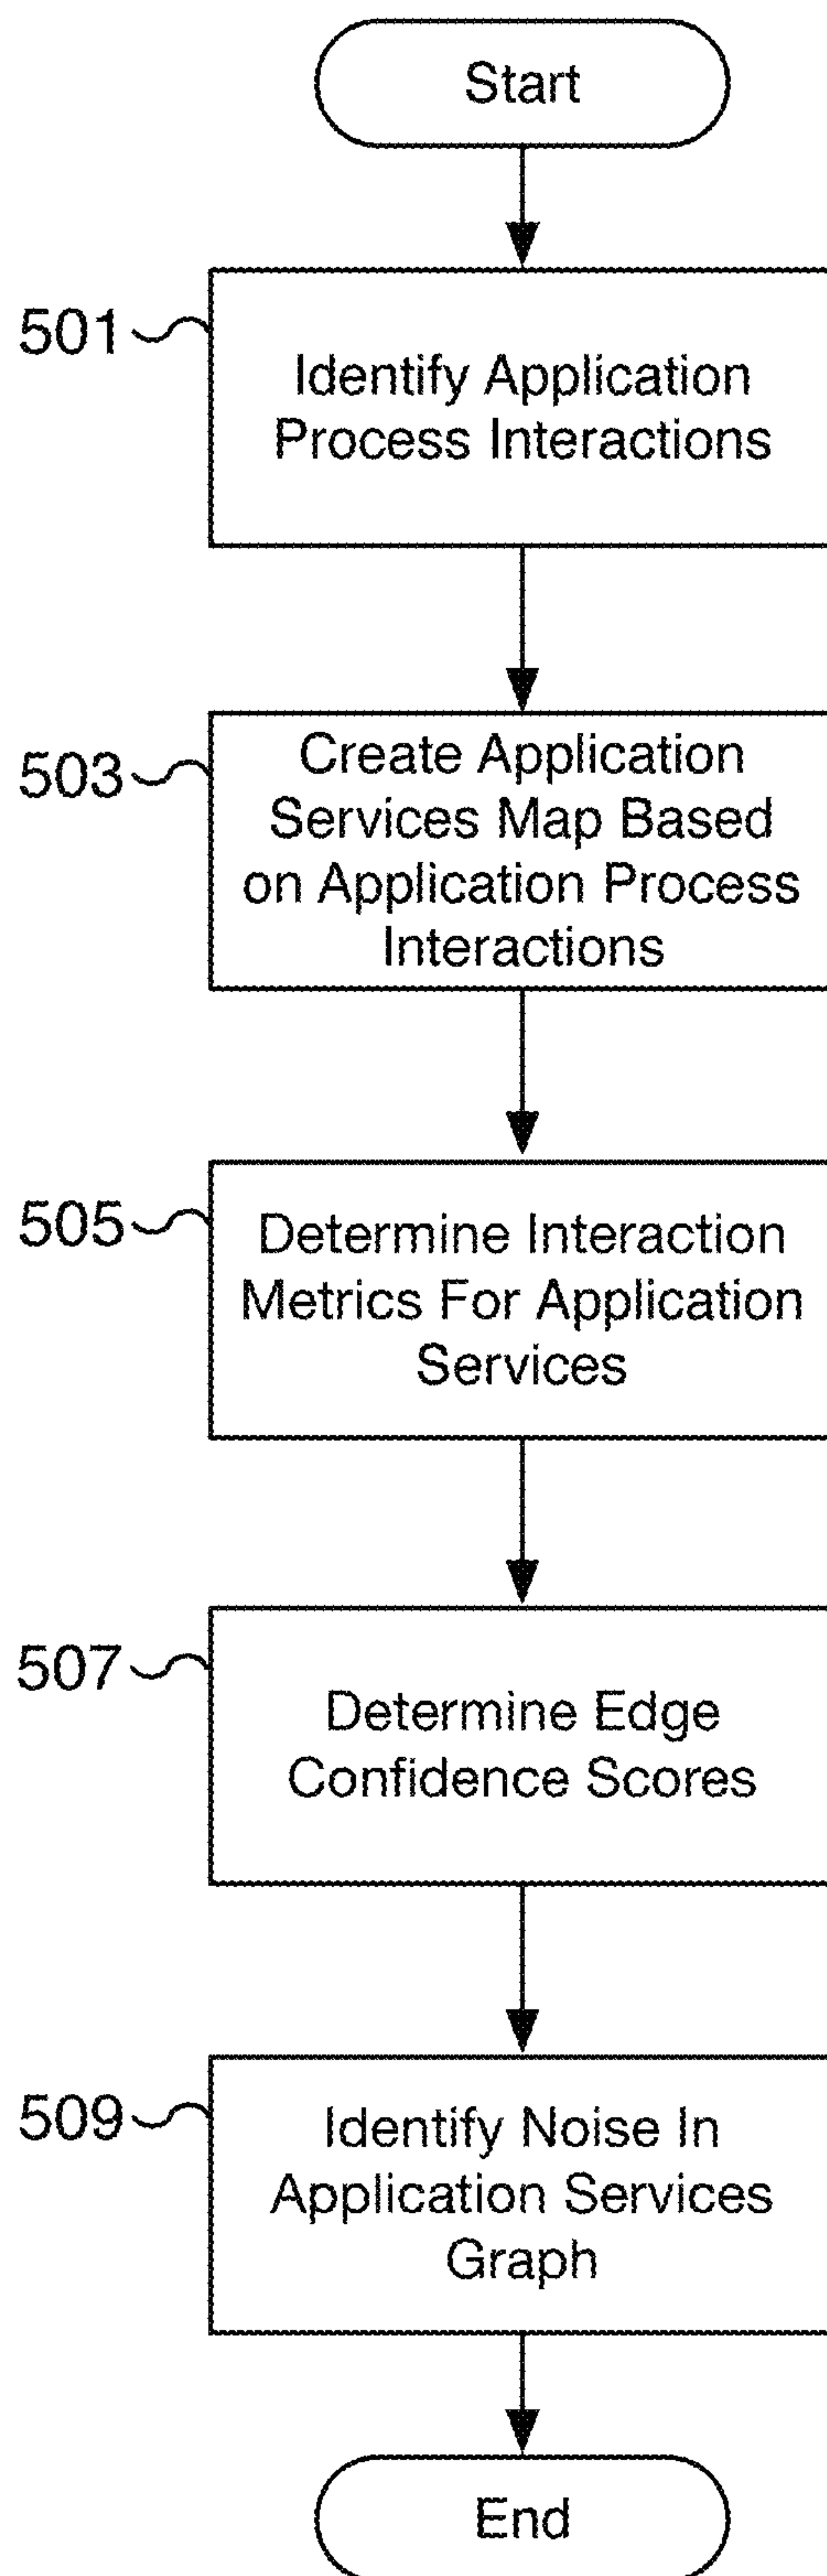 Start
501
Identify Application
Process Interactions
503
Create Application
Services Map Based
on Application Process
Interactions
505
Determine Interaction
Metrics For Application
Services
507
Determine Edge
Confidence Scores
509
Identify Noise In
Application Services
Graph
End